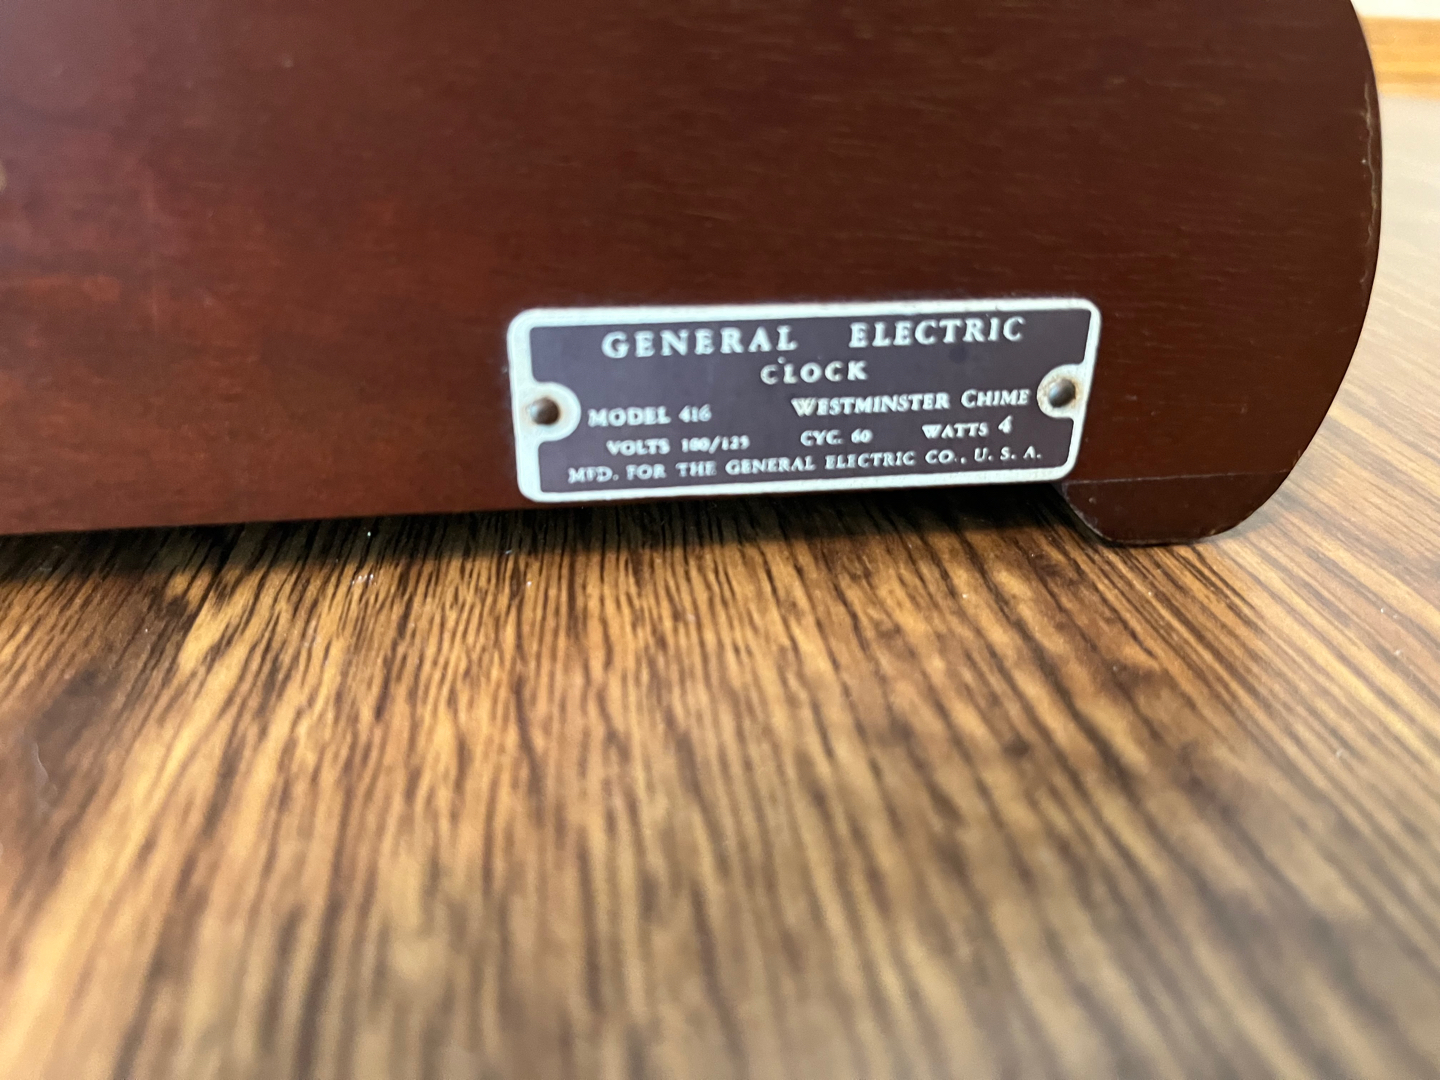 GENERAL ELECTRIC
CLOCK
MODEL 416 WESTMINSTER CHIME
VOLTS 100/125 CYC. 60 WATTS 4
MFD. FOR THE GENERAL ELECTRIC CO., U. S. A.